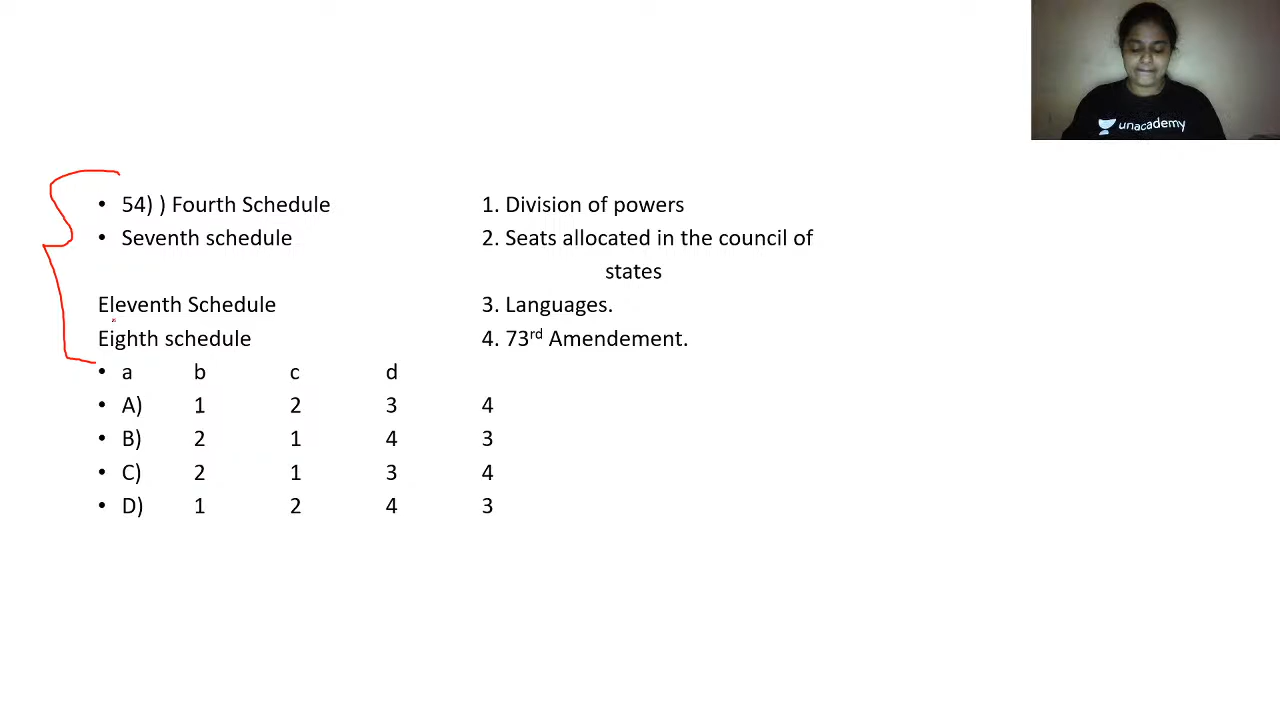 unacademy
• 54) ) Fourth Schedule 1. Division of powers
• Seventh schedule 2. Seats allocated in the council of
states
Eleventh Schedule 3. Languages.
Eighth schedule 4. 73rd Amendement.
• a b c d
• A) 1 2 3 4
• B) 2 1 4 3
• C) 2 1 3 4
• D) 1 2 4 3